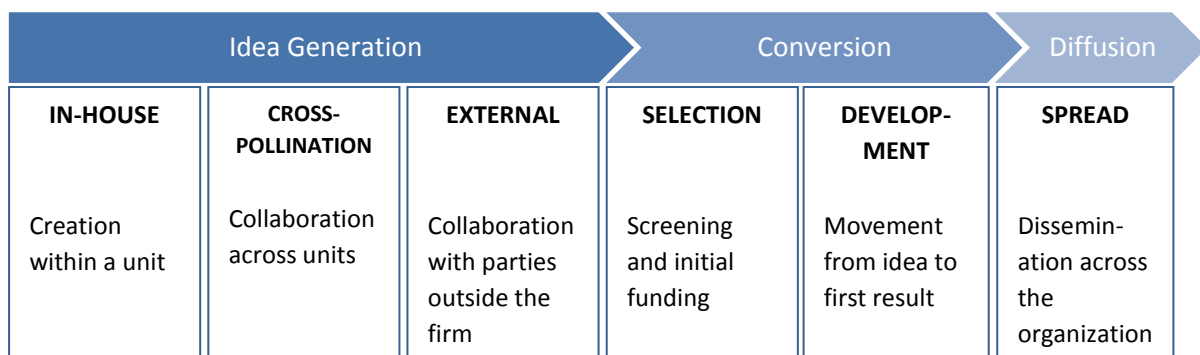 Idea Generation
Conversion
Diffusion
IN-HOUSE
Creation
within a unit
CROSS-
POLLINATION
Collaboration
across units
EXTERNAL
Collaboration
with parties
outside the
firm
SELECTION
Screening
and initial
funding
DEVELOP-
MENT
Movement
from idea to
first result
SPREAD
Dissemin-
ation across
the
organization